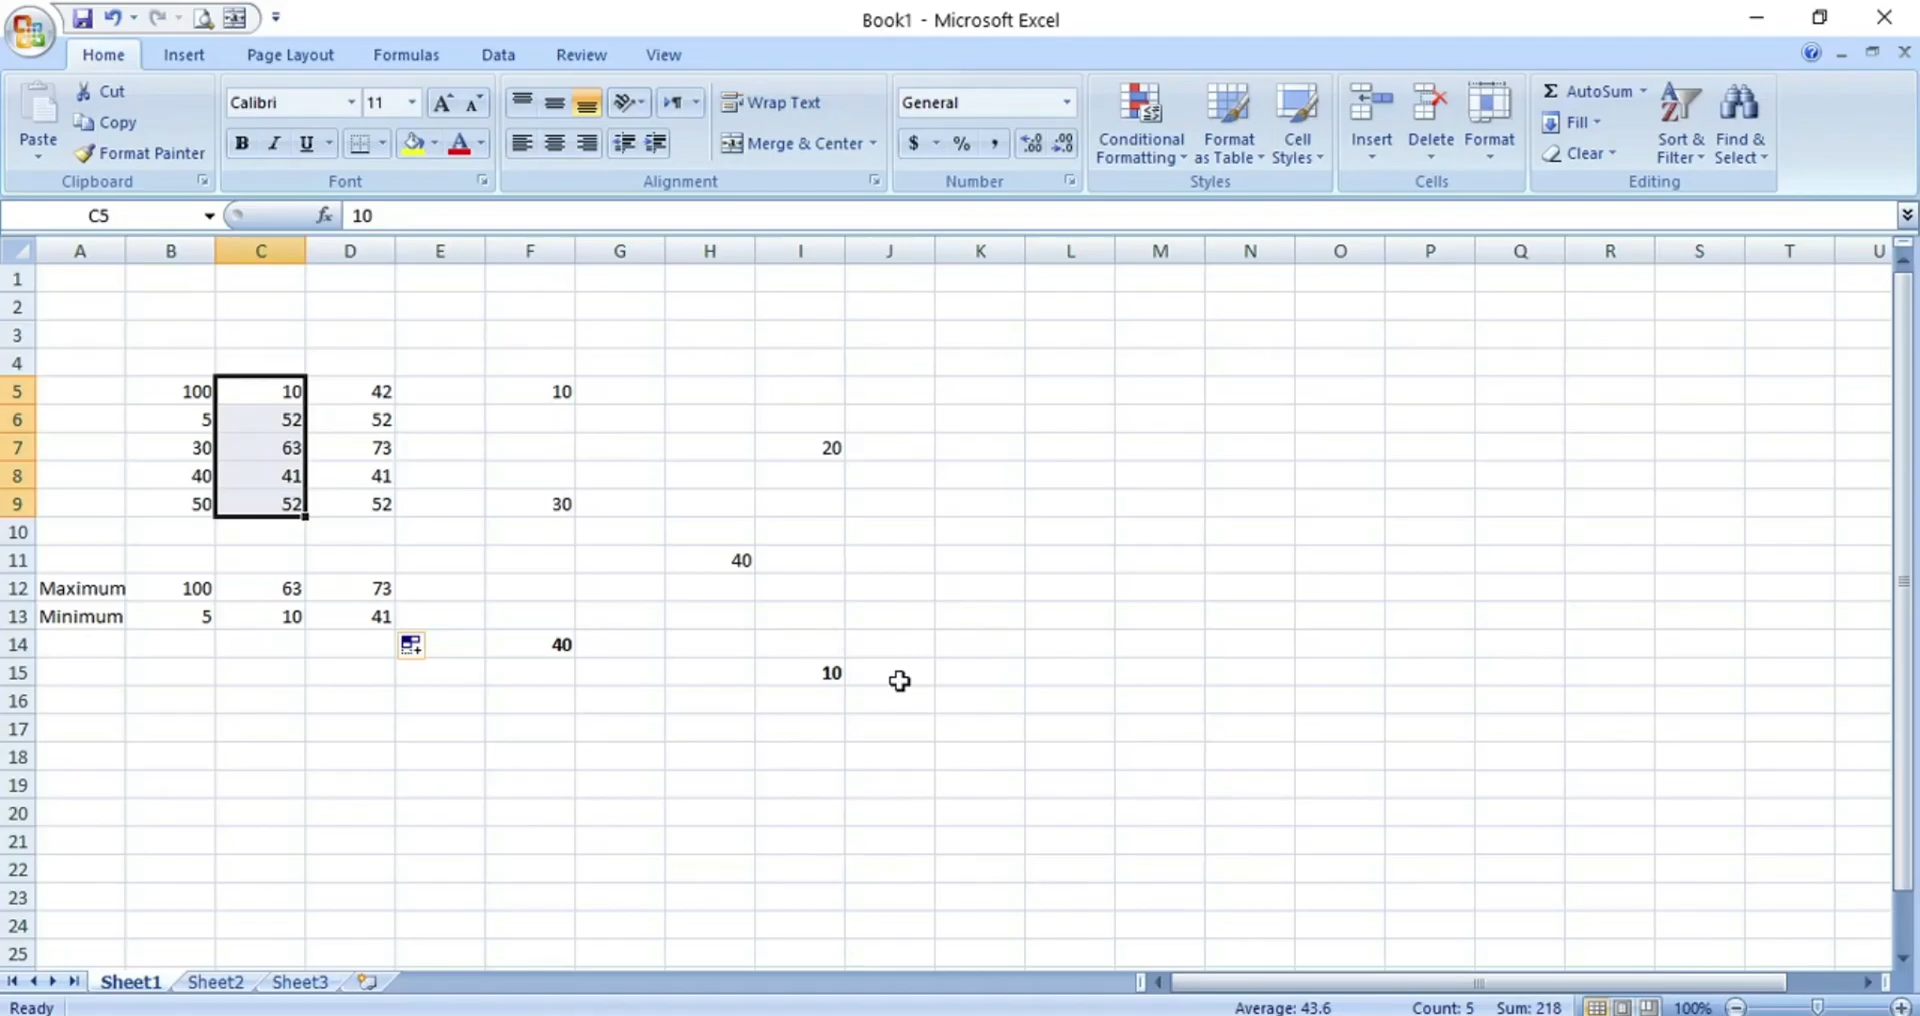 Book1 - Microsoft Excel
Home Insert Page Layout Formulas Data Review View
Paste
Cut
Copy
Format Painter
Clipboard
Calibri 11 A A
B I U A
Font
Wrap Text
Merge & Center
Alignment
General
$ % , .0 .00 .00 .0
Number
Conditional Formatting
Format as Table
Cell Styles
Styles
Insert Delete Format
Cells
Σ AutoSum
Fill
Clear
Sort & Filter
Find & Select
Editing
C5 fx 10
A B C D E F G H I J K L M N O P Q R S T U
1
2
3
4
5 100 10 42 10
6 5 52 52
7 30 63 73 20
8 40 41 41
9 50 52 52 30
10
11 40
12 Maximum 100 63 73
13 Minimum 5 10 41
14 40
15 10
16
17
18
19
20
21
22
23
24
25
Sheet1 Sheet2 Sheet3
Ready Average: 43.6 Count: 5 Sum: 218 100%